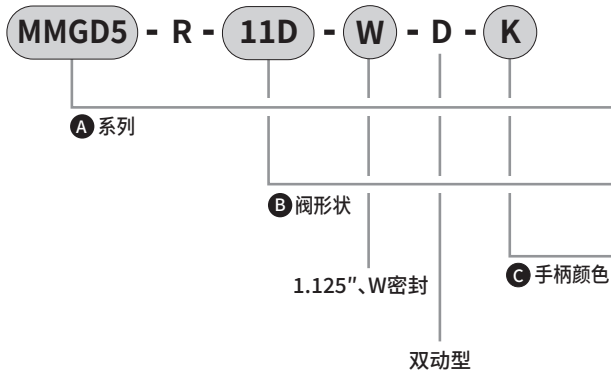 MMGD5 - R - 11D - W - D - K
A 系列
B 阀形状
1.125"、W密封
C 手柄颜色
双动型